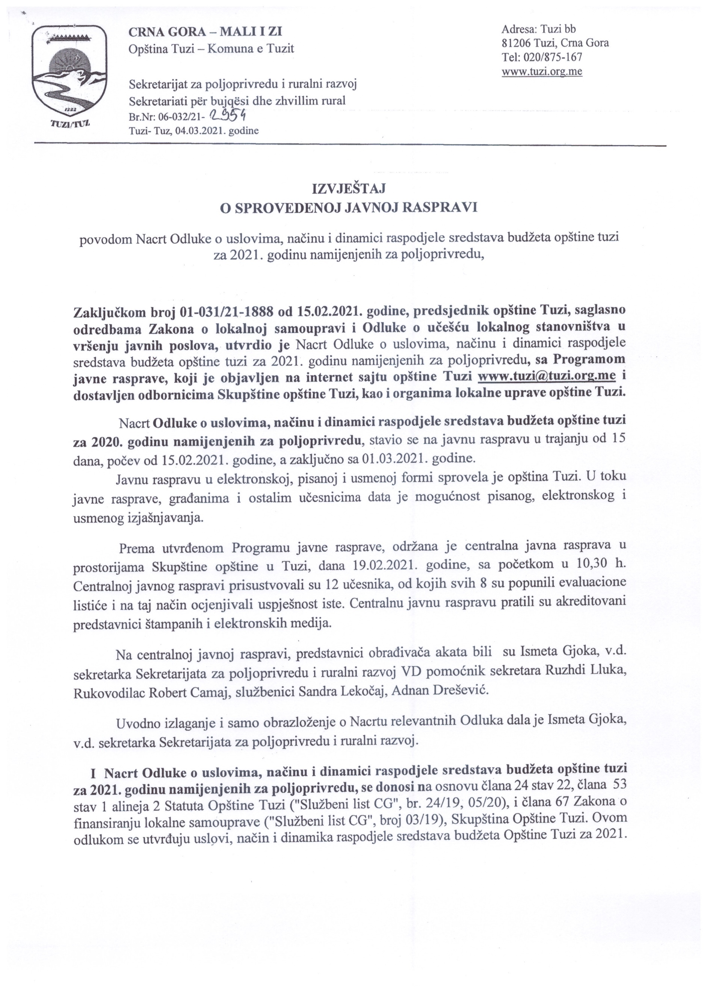 CRNA GORA – MALI I ZI
Opština Tuzi – Komuna e Tuzit
Sekretarijat za poljoprivredu i ruralni razvoj
Sekretariati për bujqësi dhe zhvillim rural
Br.Nr: 06-032/21- 2954
Tuzi- Tuz, 04.03.2021. godine
1222
TUZI/TUZ
Adresa: Tuzi bb
81206 Tuzi, Crna Gora
Tel: 020/875-167
www.tuzi.org.me
IZVJEŠTAJ
O SPROVEDENOJ JAVNOJ RASPRAVI
povodom Nacrt Odluke o uslovima, načinu i dinamici raspodjele sredstava budžeta opštine tuzi
za 2021. godinu namijenjenih za poljoprivredu,
Zaključkom broj 01-031/21-1888 od 15.02.2021. godine, predsjednik opštine Tuzi, saglasno
odredbama Zakona o lokalnoj samoupravi i Odluke o učešću lokalnog stanovništva u
vršenju javnih poslova, utvrdio je Nacrt Odluke o uslovima, načinu i dinamici raspodjele
sredstava budžeta opštine tuzi za 2021. godinu namijenjenih za poljoprivredu, sa Programom
javne rasprave, koji je objavljen na internet sajtu opštine Tuzi www.tuzi@tuzi.org.me i
dostavljen odbornicima Skupštine opštine Tuzi, kao i organima lokalne uprave opštine Tuzi.
Nacrt Odluke o uslovima, načinu i dinamici raspodjele sredstava budžeta opštine tuzi
za 2020. godinu namijenjenih za poljoprivredu, stavio se na javnu raspravu u trajanju od 15
dana, počev od 15.02.2021. godine, a zaključno sa 01.03.2021. godine.
Javnu raspravu u elektronskoj, pisanoj i usmenoj formi sprovela je opština Tuzi. U toku
javne rasprave, građanima i ostalim učesnicima data je mogućnost pisanog, elektronskog i
usmenog izjašnjavanja.
Prema utvrđenom Programu javne rasprave, održana je centralna javna rasprava u
prostorijama Skupštine opštine u Tuzi, dana 19.02.2021. godine, sa početkom u 10,30 h.
Centralnoj javnog raspravi prisustvovali su 12 učesnika, od kojih svih 8 su popunili evaluacione
listiće i na taj način ocjenjivali uspješnost iste. Centralnu javnu raspravu pratili su akreditovani
predstavnici štampanih i elektronskih medija.
Na centralnoj javnoj raspravi, predstavnici obrađivača akata bili su Ismeta Gjoka, v.d.
sekretarka Sekretarijata za poljoprivredu i ruralni razvoj VD pomoćnik sekretara Ruzhdi Lluka,
Rukovodilac Robert Camaj, službenici Sandra Lekočaj, Adnan Drešević.
Uvodno izlaganje i samo obrazloženje o Nacrtu relevantnih Odluka dala je Ismeta Gjoka,
v.d. sekretarka Sekretarijata za poljoprivredu i ruralni razvoj.
I Nacrt Odluke o uslovima, načinu i dinamici raspodjele sredstava budžeta opštine tuzi
za 2021. godinu namijenjenih za poljoprivredu, se donosi na osnovu člana 24 stav 22, člana 53
stav 1 alineja 2 Statuta Opštine Tuzi ("Službeni list CG", br. 24/19, 05/20), i člana 67 Zakona o
finansiranju lokalne samouprave ("Službeni list CG", broj 03/19), Skupština Opštine Tuzi. Ovom
odlukom se utvrđuju uslovi, način i dinamika raspodjele sredstava budžeta Opštine Tuzi za 2021.